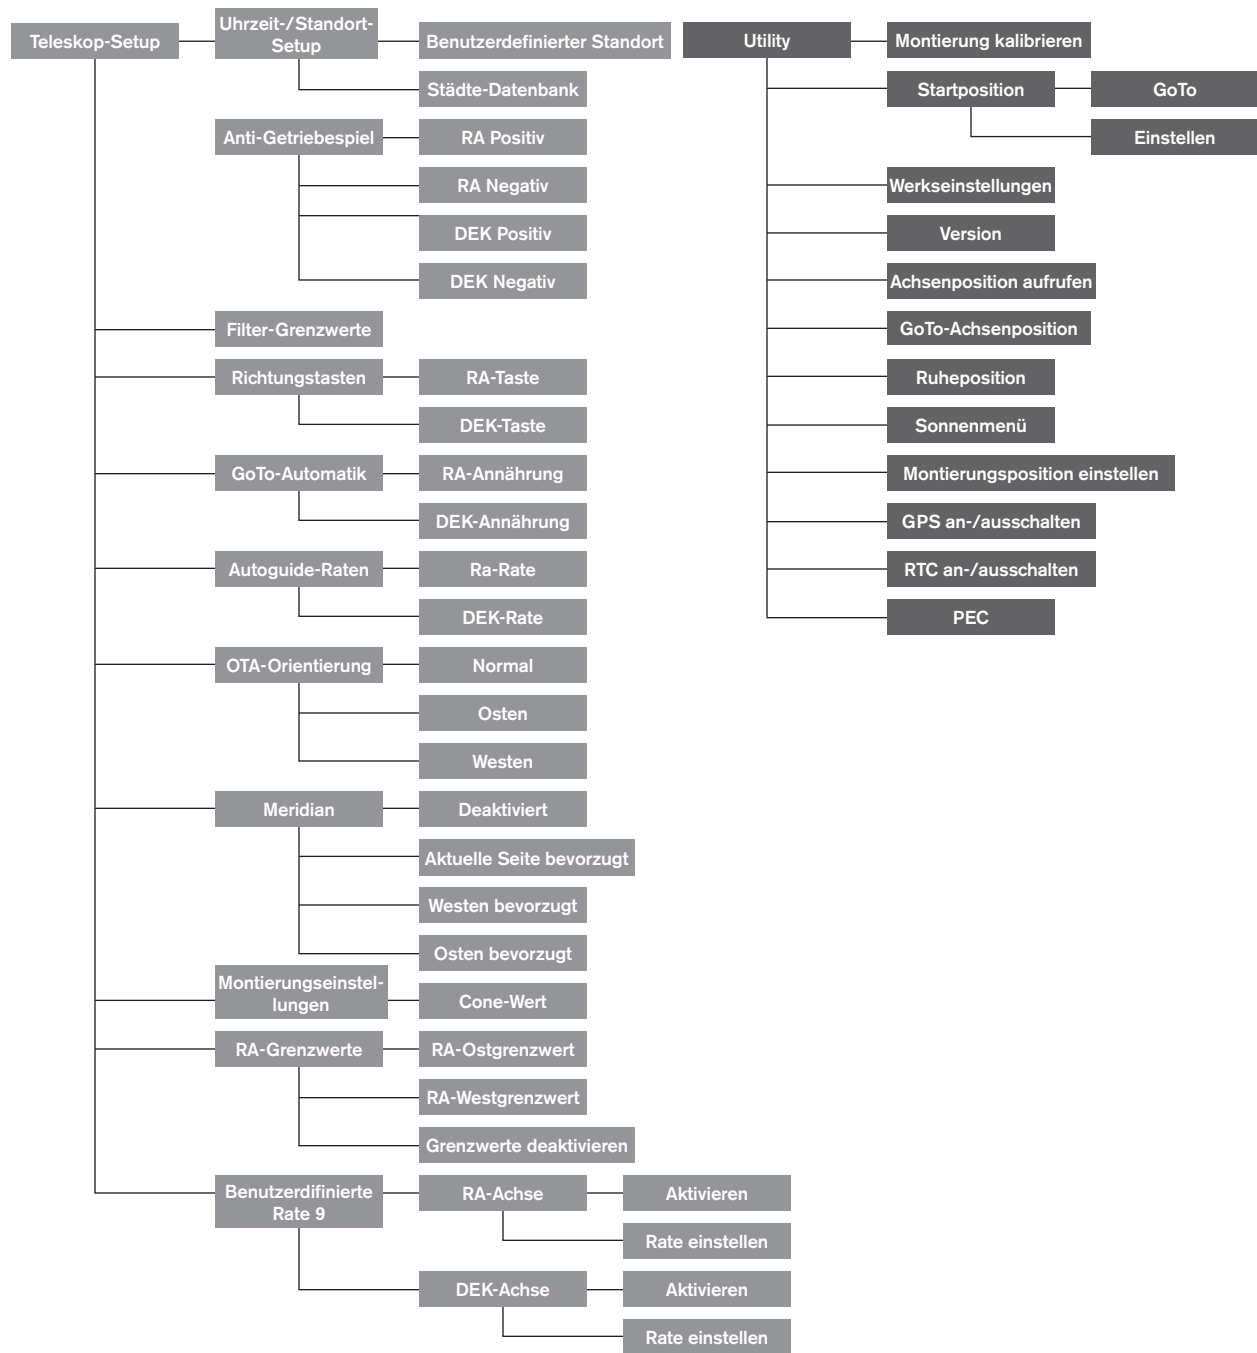 Teleskop-Setup
Uhrzeit-/Standort-
Setup
Benutzerdefinierter Standort
Städte-Datenbank
Anti-Getriebespiel
RA Positiv
RA Negativ
DEK Positiv
DEK Negativ
Filter-Grenzwerte
Richtungstasten
RA-Taste
DEK-Taste
GoTo-Automatik
RA-Annährung
DEK-Annährung
Autoguide-Raten
Ra-Rate
DEK-Rate
OTA-Orientierung
Normal
Osten
Westen
Meridian
Deaktiviert
Aktuelle Seite bevorzugt
Westen bevorzugt
Osten bevorzugt
Montierungseinstel-
lungen
Cone-Wert
RA-Grenzwerte
RA-Ostgrenzwert
RA-Westgrenzwert
Grenzwerte deaktivieren
Benutzerdifinierte
Rate 9
RA-Achse
Aktivieren
Rate einstellen
DEK-Achse
Aktivieren
Rate einstellen
Utility
Montierung kalibrieren
Startposition
GoTo
Einstellen
Werkseinstellungen
Version
Achsenposition aufrufen
GoTo-Achsenposition
Ruheposition
Sonnenmenü
Montierungsposition einstellen
GPS an-/ausschalten
RTC an-/ausschalten
PEC